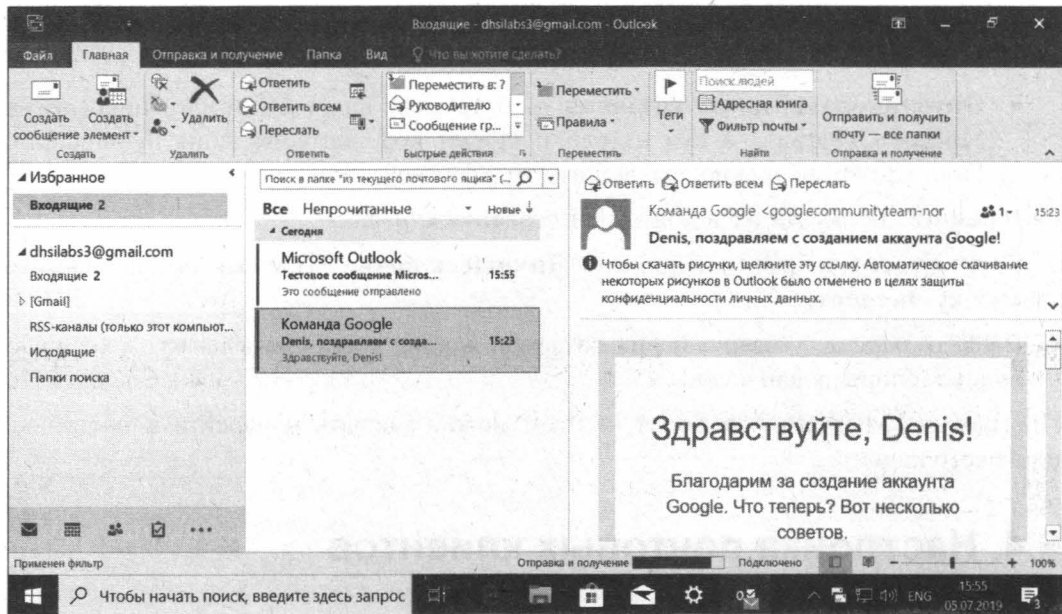 Входящие - dhsilabs3@gmail.com - Outlook
Файл Главная Отправка и получение Папка Вид Что вы хотите сделать?
Создать сообщение
Создать элемент
Создать
Удалить
Удалить
Ответить
Ответить всем
Переслать
Ответить
Переместить в: ?
Руководителю
Сообщение гр...
Быстрые действия
Переместить
Правила
Переместить
Теги
Поиск людей
Адресная книга
Фильтр почты
Найти
Отправить и получить
почту — все папки
Отправка и получение
Избранное
Входящие 2
dhsilabs3@gmail.com
Входящие 2
[Gmail]
RSS-каналы (только этот компьют...
Исходящие
Папки поиска
Поиск в папке "из текущего почтового ящика" (...
Все Непрочитанные Новые ↓
Сегодня
Microsoft Outlook
Тестовое сообщение Micros... 15:55
Это сообщение отправлено
Команда Google
Denis, поздравляем с созда... 15:23
Здравствуйте, Denis!
Ответить Ответить всем Переслать
Команда Google <googlecommunityteam-nor 1 15:23
Denis, поздравляем с созданием аккаунта Google!
Чтобы скачать рисунки, щелкните эту ссылку. Автоматическое скачивание
некоторых рисунков в Outlook было отменено в целях защиты
конфиденциальности личных данных.
Здравствуйте, Denis!
Благодарим за создание аккаунта
Google. Что теперь? Вот несколько
советов.
Применен фильтр Отправка и получение Подключено 100%
Чтобы начать поиск, введите здесь запрос ENG 15:55
05.07.2019 3